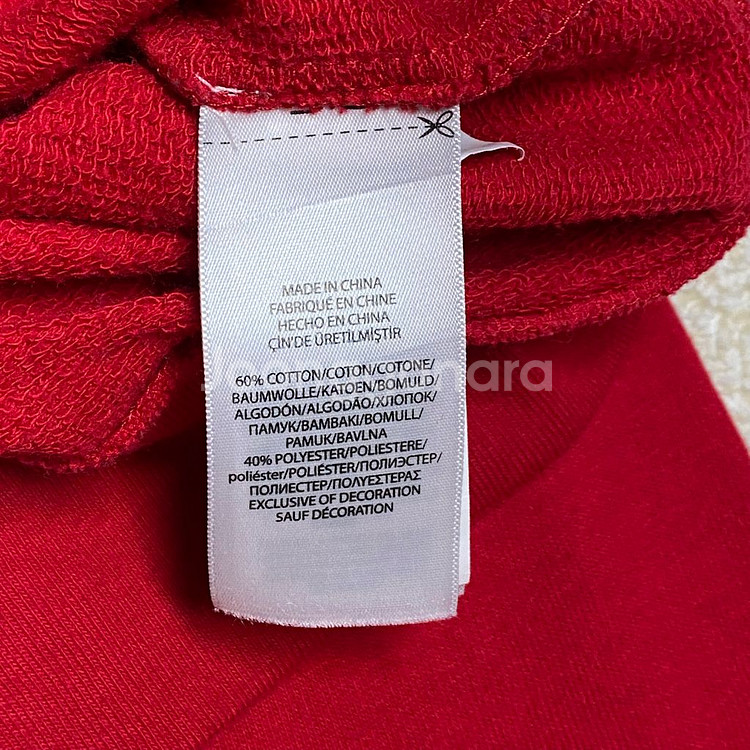 MADE IN CHINA
FABRIQUÉ EN CHINE
HECHO EN CHINA
ÇİN'DE ÜRETİLMİŞTİR
60% COTTON/COTON/COTONE/
BAUMWOLLE/KATOEN/BOMULD/
ALGODÓN/ALGODÃO/ХЛОПОК/
ПАМУК/ΒΑΜΒΑΚΙ/BOMULL/
PAMUK/BAVLNA
40% POLYESTER/POLIESTERE/
poliéster/POLIÉSTER/ПОЛИЭСТЕР/
ПОЛИЕСТЕР/ΠΟΛΥΕΣΤΕΡΑΣ
EXCLUSIVE OF DECORATION
SAUF DÉCORATION